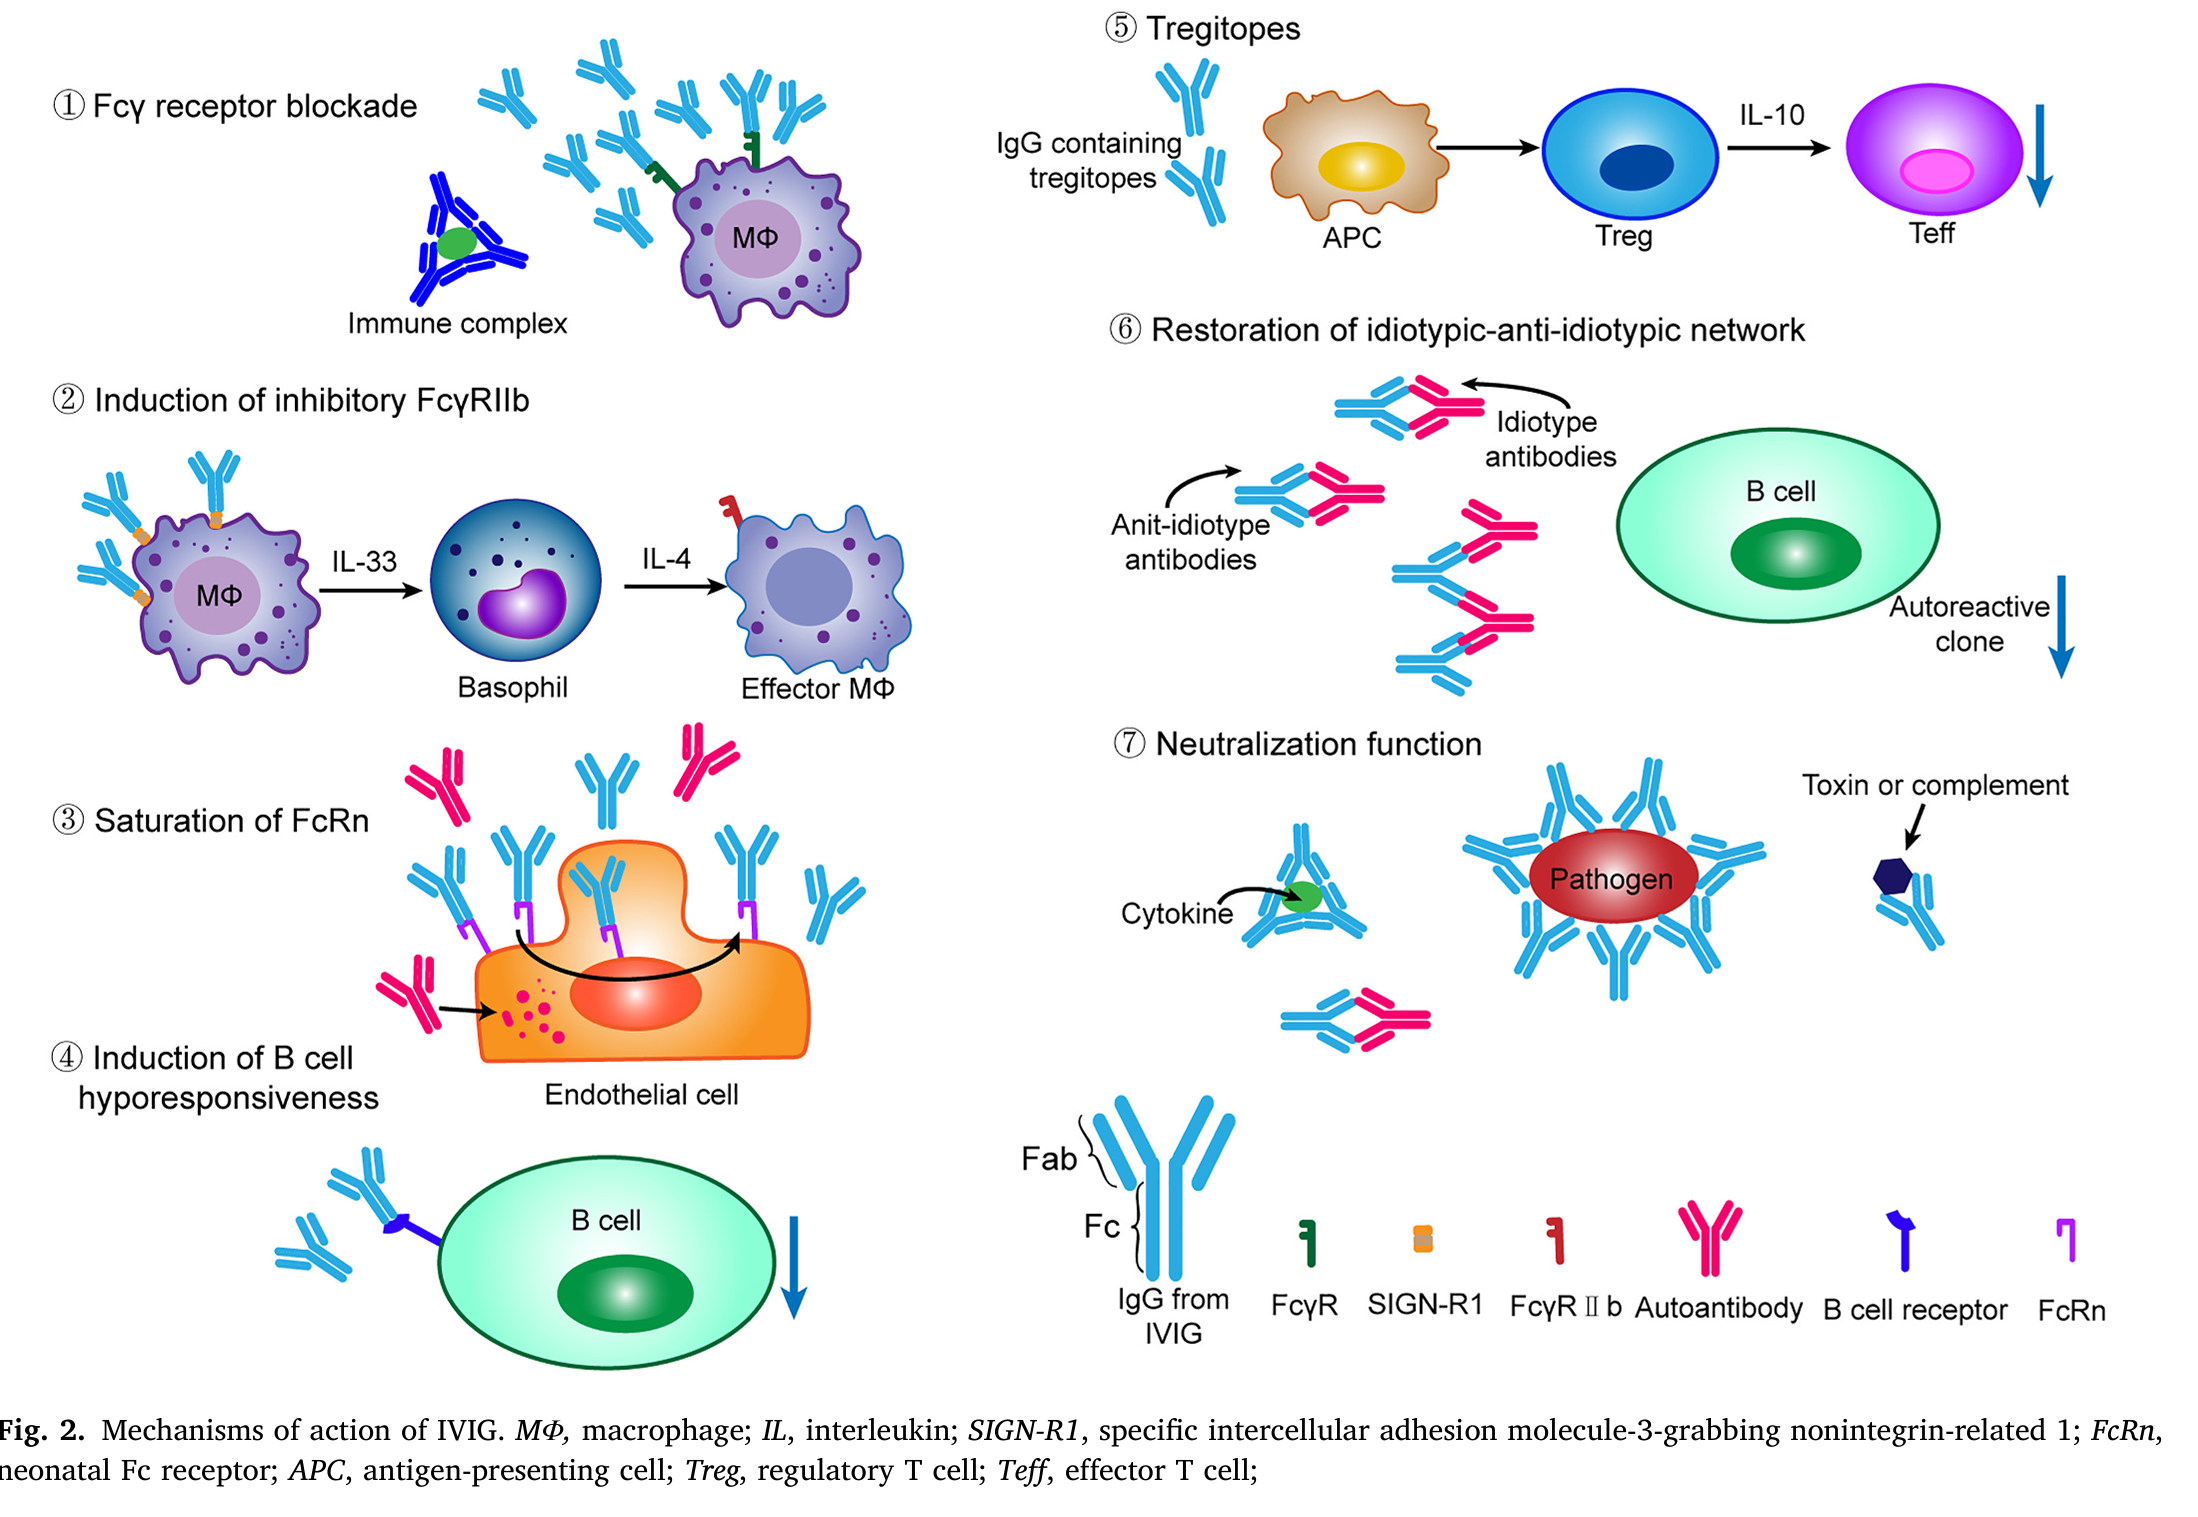 ① Fcγ receptor blockade
MΦ
Immune complex
② Induction of inhibitory FcγRIIb
MΦ
IL-33
IL-4
Basophil
Effector MΦ
③ Saturation of FcRn
Endothelial cell
④ Induction of B cell
hyporesponsiveness
B cell
⑤ Tregitopes
IgG containing
tregitopes
IL-10
APC
Treg
Teff
⑥ Restoration of idiotypic-anti-idiotypic network
Idiotype
antibodies
Anit-idiotype
antibodies
B cell
Autoreactive
clone
⑦ Neutralization function
Toxin or complement
Cytokine
Pathogen
Fab
Fc
IgG from
IVIG
FcγR
SIGN-R1
FcγR Ⅱ b
Autoantibody
B cell receptor
FcRn
Fig. 2. Mechanisms of action of IVIG. MΦ, macrophage; IL, interleukin; SIGN-R1, specific intercellular adhesion molecule-3-grabbing nonintegrin-related 1; FcRn,
neonatal Fc receptor; APC, antigen-presenting cell; Treg, regulatory T cell; Teff, effector T cell;